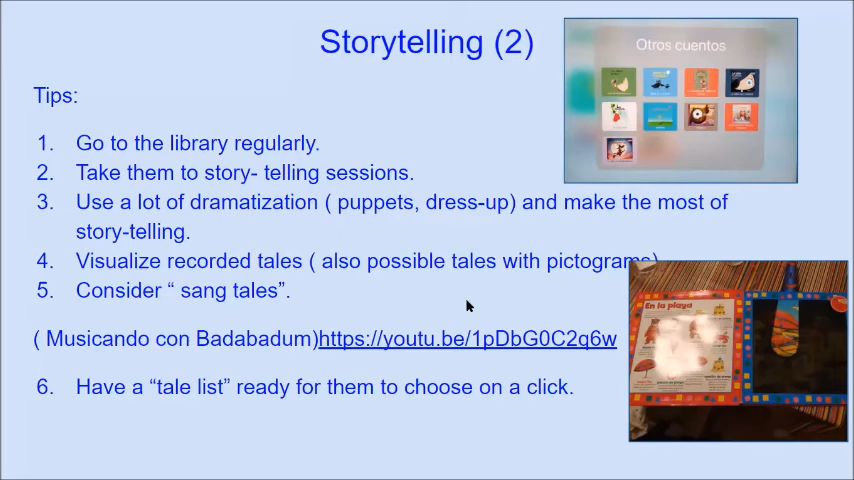 Storytelling (2)
Otros cuentos
Tips:
1. Go to the library regularly.
2. Take them to story- telling sessions.
3. Use a lot of dramatization ( puppets, dress-up) and make the most of
story-telling.
4. Visualize recorded tales ( also possible tales with pictograms)
5. Consider “ sang tales”.
En la playa
( Musicando con Badabadum)https://youtu.be/1pDbG0C2q6w
6. Have a “tale list” ready for them to choose on a click.